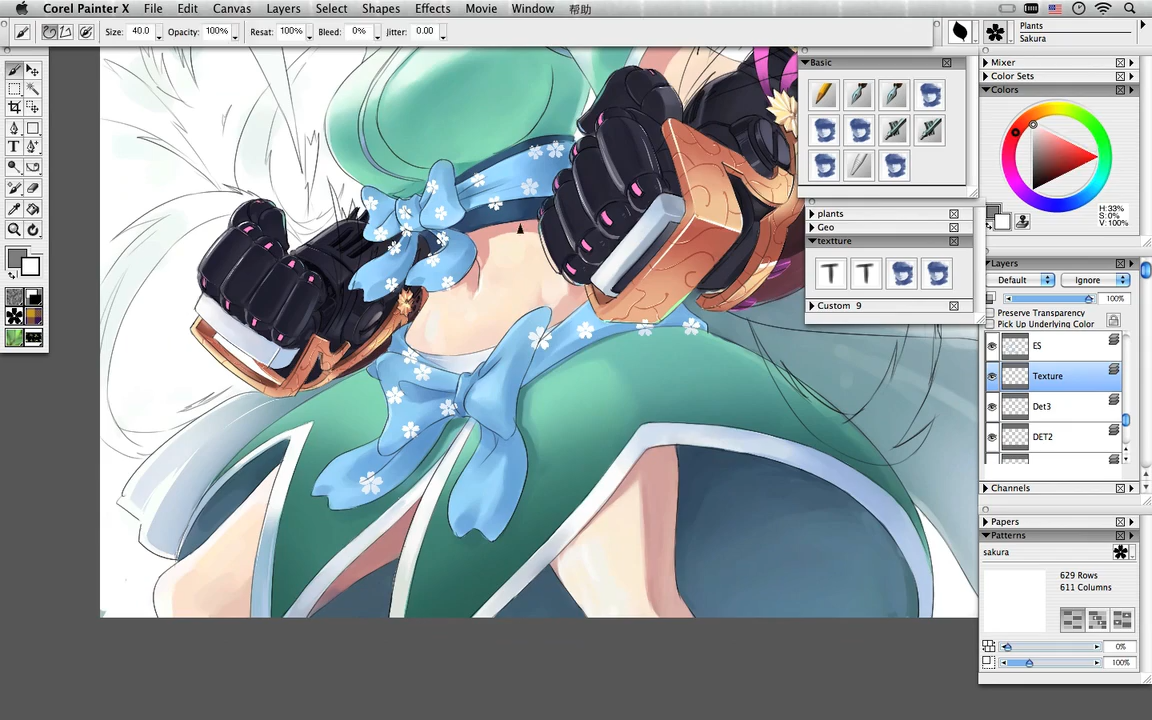 Corel Painter X File Edit Canvas Layers Select Shapes Effects Movie Window 帮助
Size: 40.0 Opacity: 100% Resat: 100% Bleed: 0% Jitter: 0.00
Plants
Sakura
Basic
Mixer
Color Sets
Colors
H: 33%
S: 0%
V: 100%
plants
Geo
textture
Custom 9
Layers
Default Ignore
100%
Preserve Transparency
Pick Up Underlying Color
ES
Texture
Det3
DET2
Channels
Papers
Patterns
sakura
629 Rows
611 Columns
0%
100%
T
T T